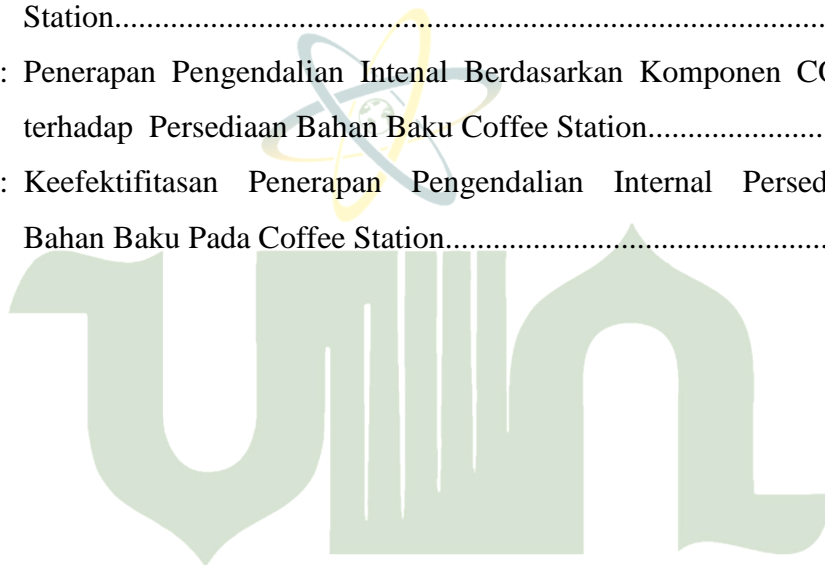 Station....................................................................................
: Penerapan Pengendalian Intenal Berdasarkan Komponen
terhadap Persediaan Bahan Baku Coffee Station.....................
: Keefektifitasan Penerapan Pengendalian Internal
Bahan Baku Pada Coffee Station.............................................